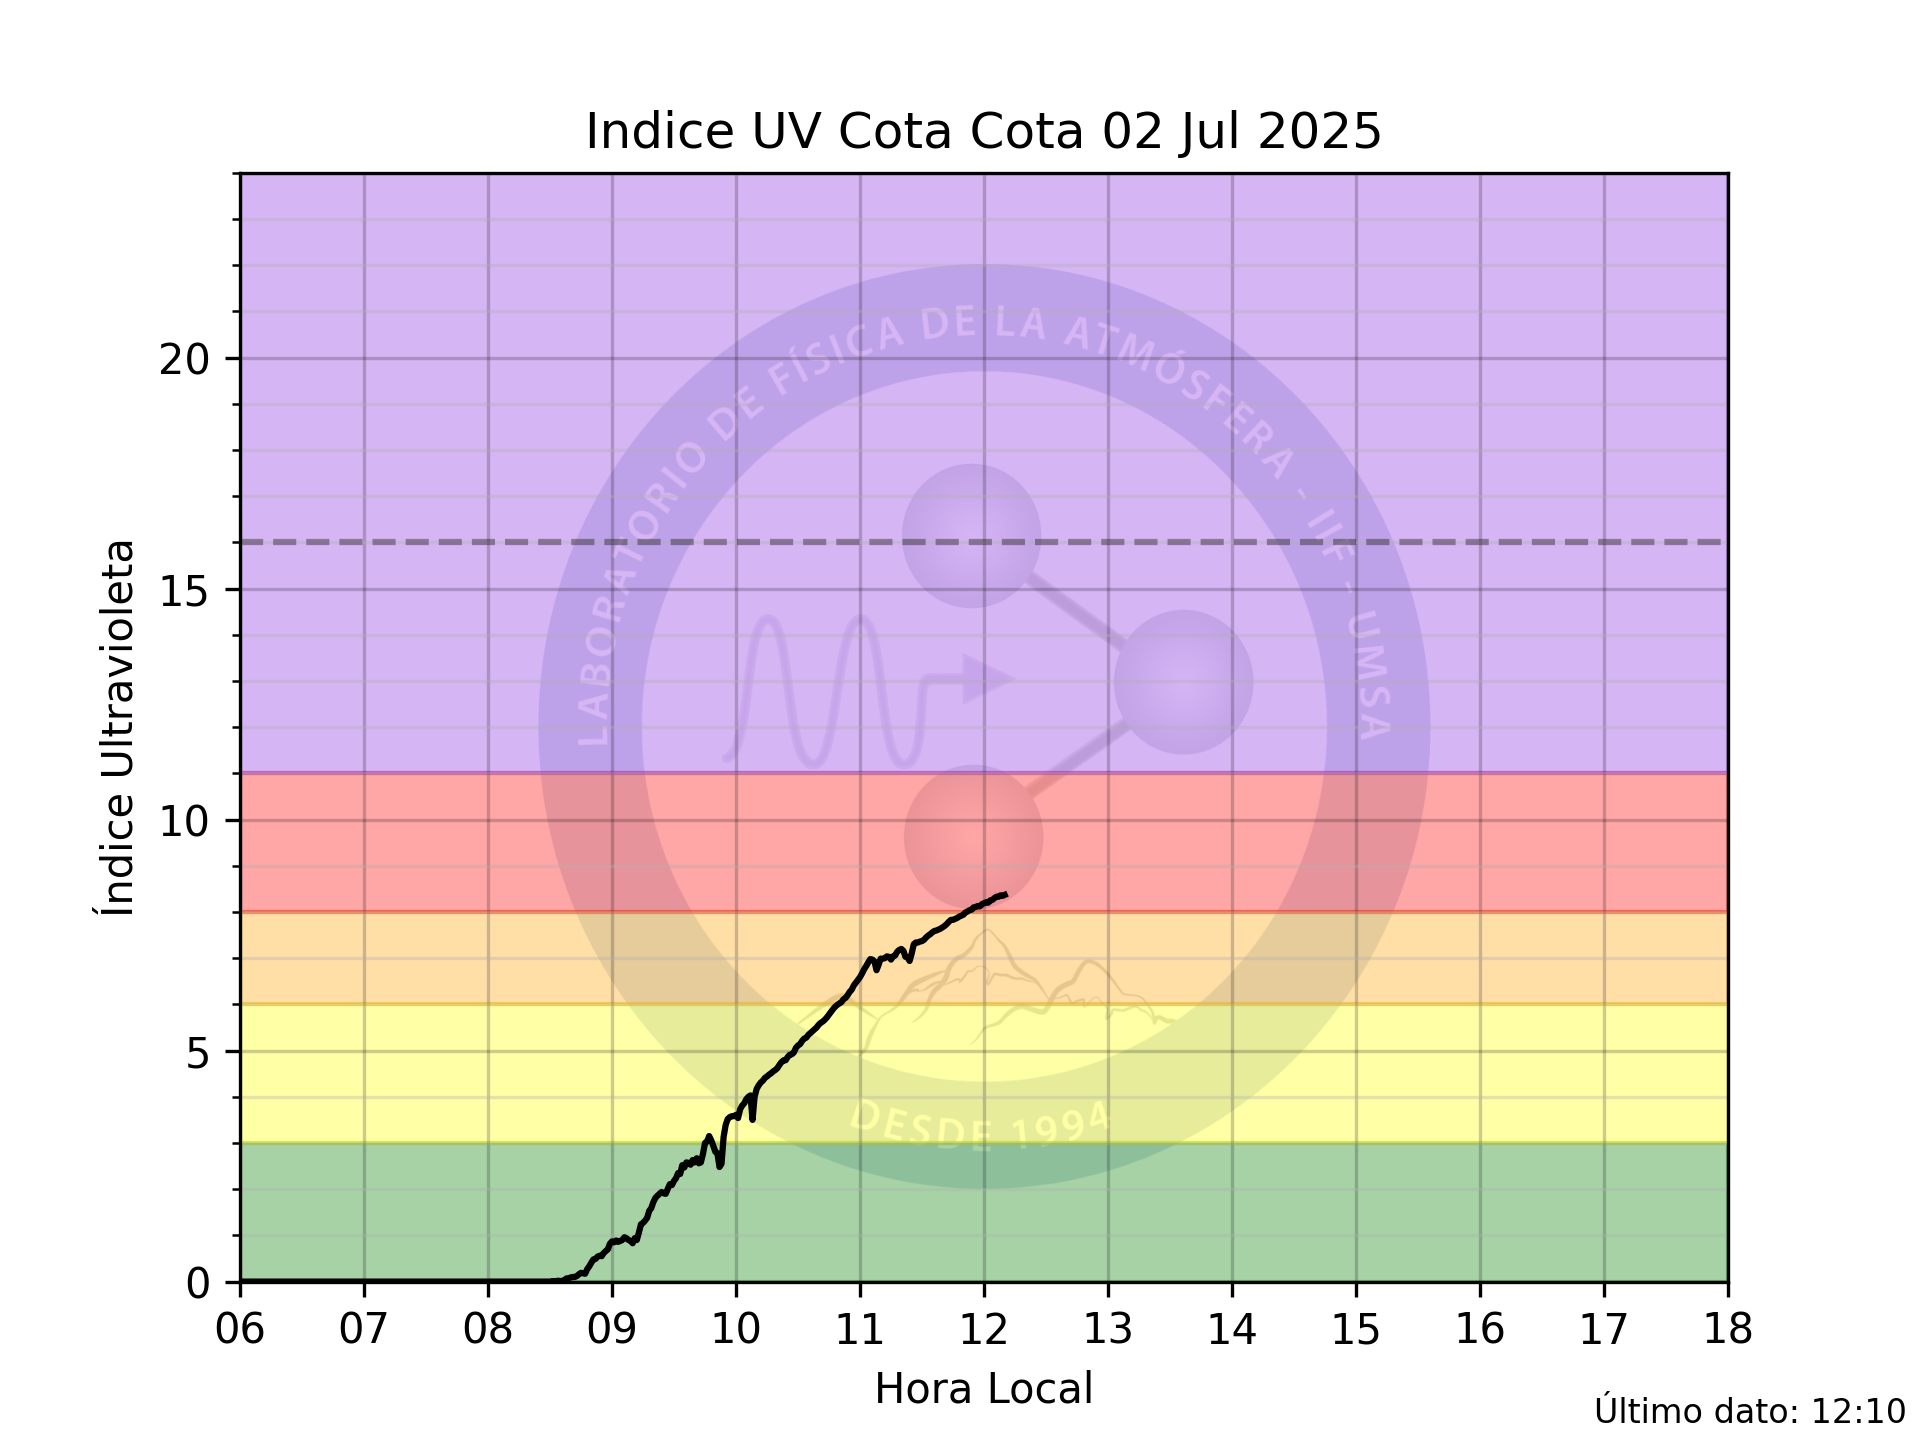 Indice UV Cota Cota 02 Jul 2025
LABORATORIO DE FÍSICA DE LA ATMÓSFERA - IIF - UMSA
DESDE 1994
Índice Ultravioleta
20
15
10
5
0
06 07 08 09 10 11 12 13 14 15 16 17 18
Hora Local
Último dato: 12:10